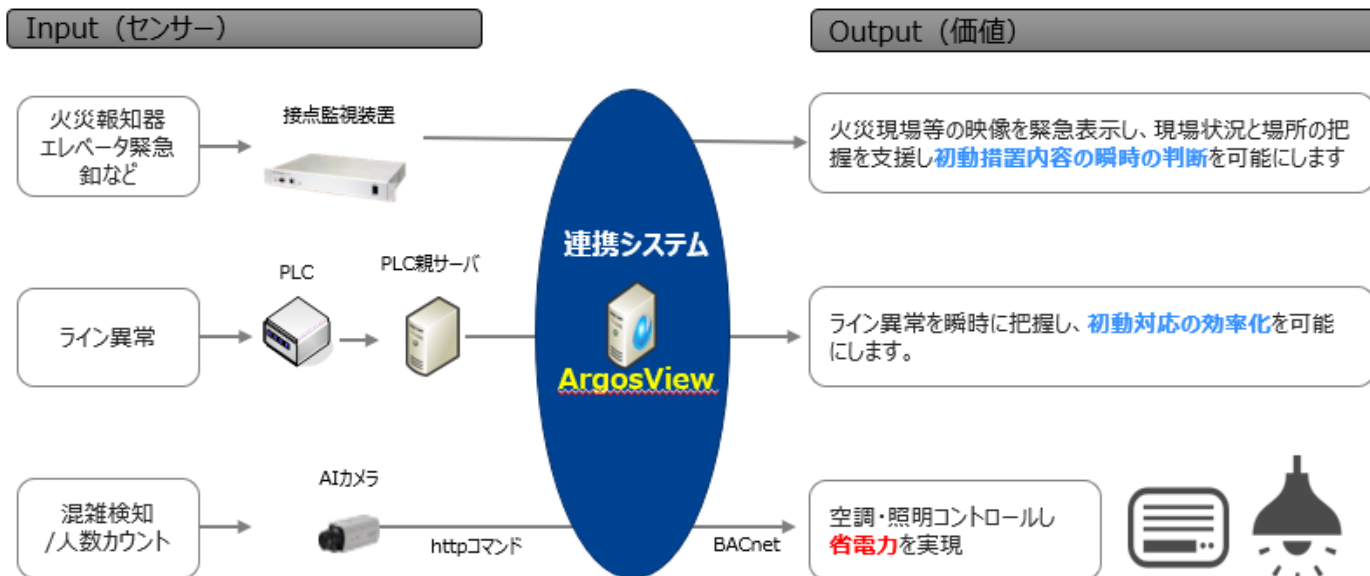 Input（センサー）
Output（価値）
火災報知器
エレベータ緊急
釦など
接点監視装置
火災現場等の映像を緊急表示し、現場状況と場所の把
握を支援し初動措置内容の瞬時の判断を可能にします
連携システム
ArgosView
ライン異常
PLC
PLC親サーバ
ライン異常を瞬時に把握し、初動対応の効率化を可能
にします。
混雑検知
/人数カウント
AIカメラ
httpコマンド
BACnet
空調・照明コントロールし
省電力を実現